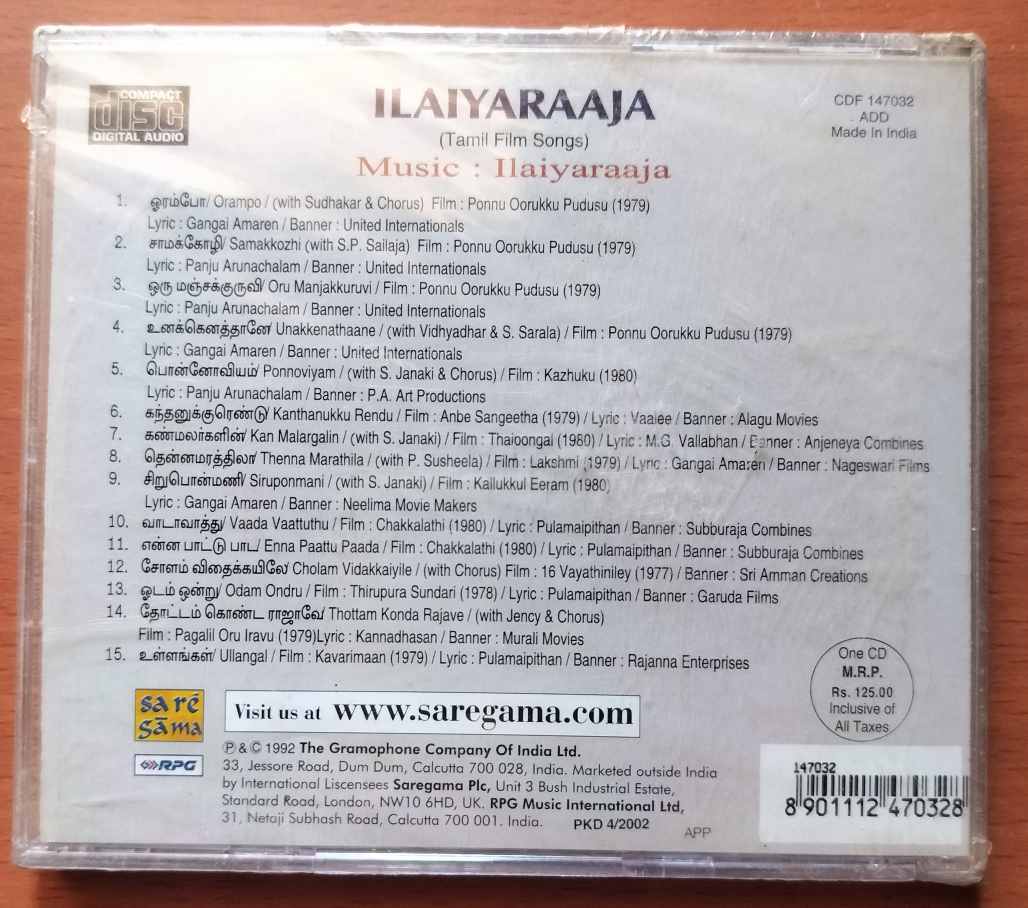 COMPACT
disc
DIGITAL AUDIO
ILAIYARAAJA
(Tamil Film Songs)
Music : Ilaiyaraaja
CDF 147032
ADD
Made In India
1. ஓரம்போ/ Orampo / (with Sudhakar & Chorus) Film : Ponnu Oorukku Pudusu (1979)
Lyric : Gangai Amaren / Banner : United Internationals
2. சாமக்கோழி/ Samakkozhi (with S.P. Sailaja) Film : Ponnu Oorukku Pudusu (1979)
Lyric : Panju Arunachalam / Banner : United Internationals
3. ஒரு மஞ்சக்குருவி/ Oru Manjakkuruvi / Film : Ponnu Oorukku Pudusu (1979)
Lyric : Panju Arunachalam / Banner : United Internationals
4. உனக்கெனத்தானே/ Unakkenathaane / (with Vidhyadhar & S. Sarala) / Film : Ponnu Oorukku Pudusu (1979)
Lyric : Gangai Amaren / Banner : United Internationals
5. பொன்னோவியம்/ Ponnoviyam / (with S. Janaki & Chorus) / Film : Kazhuku (1980)
Lyric : Panju Arunachalam / Banner : P.A. Art Productions
6. கந்தனுக்குரெண்டு/ Kanthanukku Rendu / Film : Anbe Sangeetha (1979) / Lyric : Vaalee / Banner : Alagu Movies
7. கண்மலர்களின்/ Kan Malargalin / (with S. Janaki) / Film : Thaioongai (1980) / Lyric : M.G. Vallabhan / Banner : Anjeneya Combines
8. தென்னமரத்திலா/ Thenna Marathila / (with P. Susheela) / Film : Lakshmi (1979) / Lyric : Gangai Amaren / Banner : Nageswari Films
9. சிறுபொன்மணி/ Siruponmani / (with S. Janaki) / Film : Kallukkul Eeram (1980)
Lyric : Gangai Amaren / Banner : Neelima Movie Makers
10. வாடாவாத்து/ Vaada Vaattuthu / Film : Chakkalathi (1980) / Lyric : Pulamaipithan / Banner : Subburaja Combines
11. என்ன பாட்டு பாட/ Enna Paattu Paada / Film : Chakkalathi (1980) / Lyric : Pulamaipithan / Banner : Subburaja Combines
12. சோளம் விதைக்கயிலே/ Cholam Vidakkaiyile / (with Chorus) Film : 16 Vayathiniley (1977) / Banner : Sri Amman Creations
13. ஓடம் ஒன்று/ Odam Ondru / Film : Thirupura Sundari (1978) / Lyric : Pulamaipithan / Banner : Garuda Films
14. தோட்டம் கொண்ட ராஜாவே/ Thottam Konda Rajave / (with Jency & Chorus)
Film : Pagalil Oru Iravu (1979)Lyric : Kannadhasan / Banner : Murali Movies
15. உள்ளங்கள்/ Ullangal / Film : Kavarimaan (1979) / Lyric : Pulamaipithan / Banner : Rajanna Enterprises
One CD
M.R.P.
Rs. 125.00
Inclusive of
All Taxes
sa ré
gāma
RPG
Visit us at www.saregama.com
℗ & © 1992 The Gramophone Company Of India Ltd.
33, Jessore Road, Dum Dum, Calcutta 700 028, India. Marketed outside India
by International Liscensees Saregama Plc, Unit 3 Bush Industrial Estate,
Standard Road, London, NW10 6HD, UK. RPG Music International Ltd,
31, Netaji Subhash Road, Calcutta 700 001. India. PKD 4/2002
APP
147032
8 901112 470328